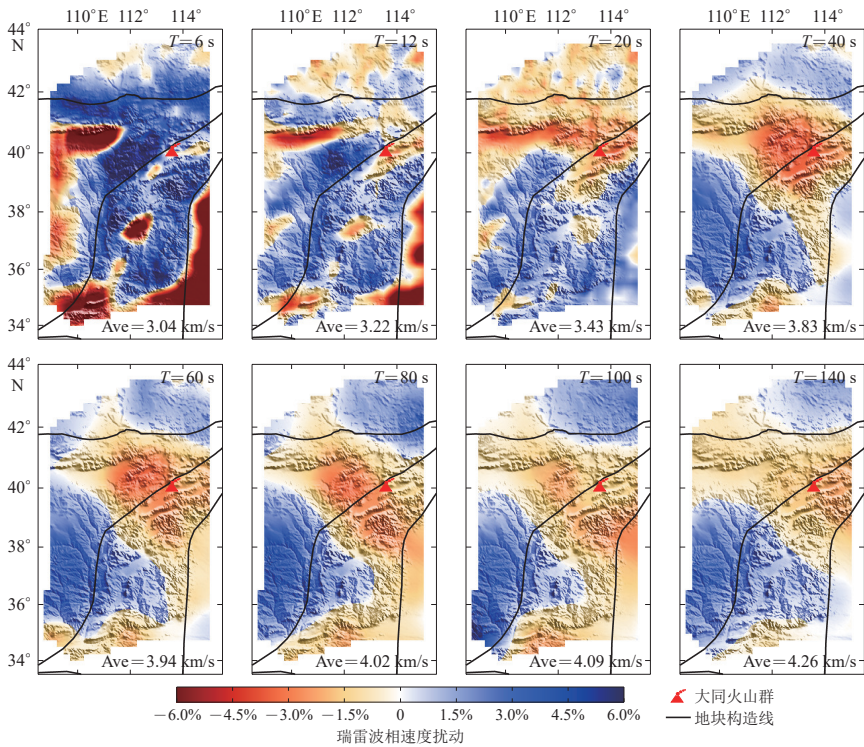 110°E 112° 114° 110°E 112° 114° 110°E 112° 114° 110°E 112° 114°
44°
N
T=6 s T=12 s T=20 s T=40 s
42°
40°
38°
36°
34°
Ave=3.04 km/s Ave=3.22 km/s Ave=3.43 km/s Ave=3.83 km/s
44°
N
T=60 s T=80 s T=100 s T=140 s
42°
40°
38°
36°
34°
Ave=3.94 km/s Ave=4.02 km/s Ave=4.09 km/s Ave=4.26 km/s
−6.0% −4.5% −3.0% −1.5% 0 1.5% 3.0% 4.5% 6.0%
瑞雷波相速度扰动
大同火山群
地块构造线